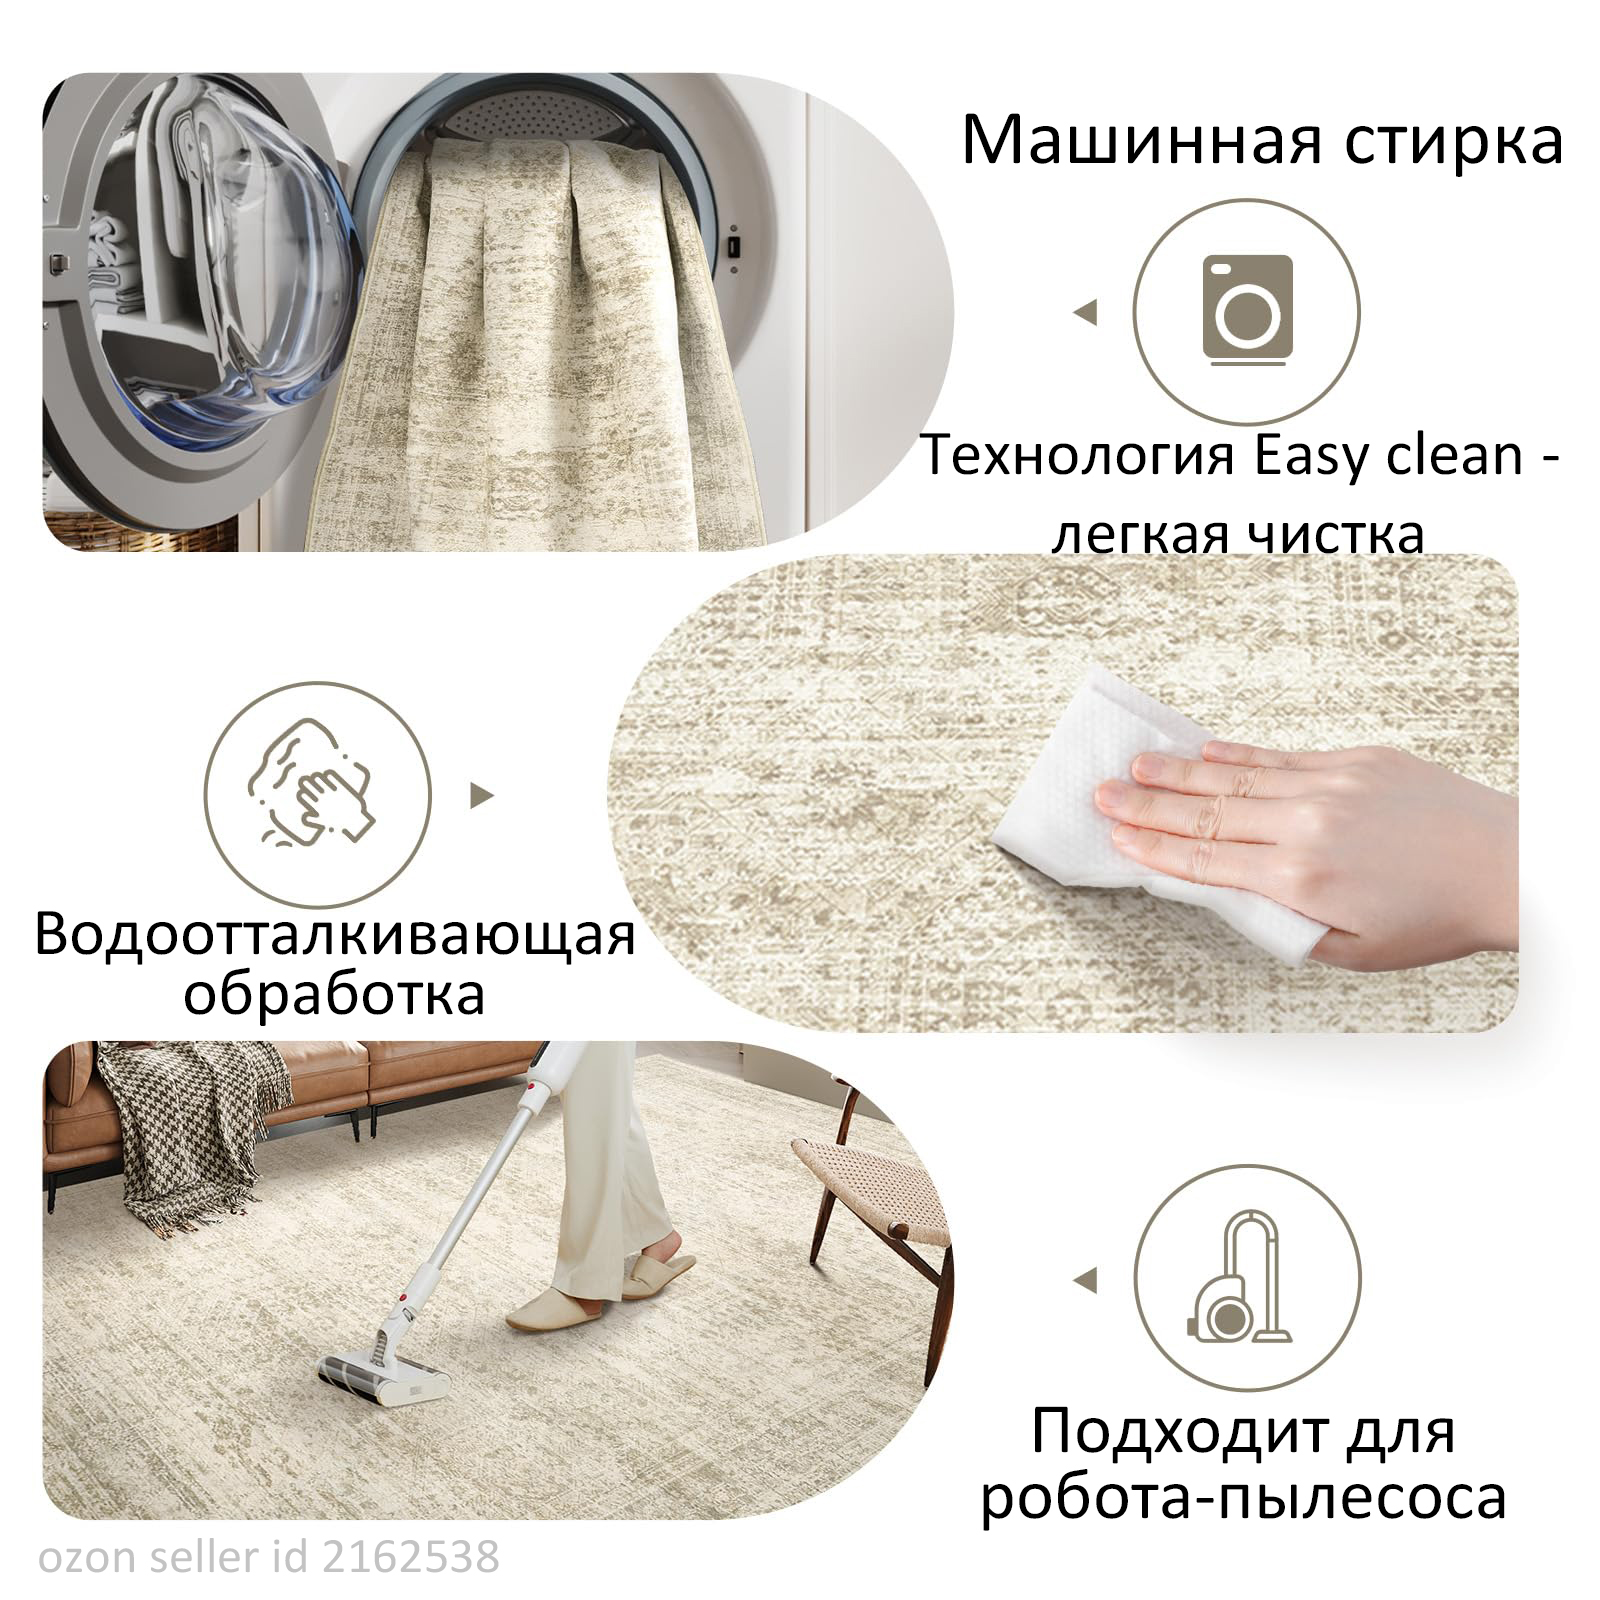 Машинная стирка
Технология Easy clean -
легкая чистка
Водоотталкивающая
обработка
Подходит для
робота-пылесоса
ozon seller id 2162538